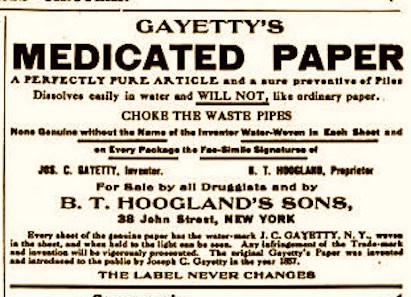 GAYETTY'S
MEDICATED PAPER
A PERFECTLY PURE ARTICLE and a sure preventive of Piles
Dissolves easily in water and WILL NOT, like ordinary paper.
CHOKE THE WASTE PIPES
None Genuine without the Name of the Inventor Water-Woven in Each Sheet and
on Every Package the Fac-Simile Signatures of
JOS. C. GAYETTY, Inventor. B. T. HOOGLAND, Proprietor
For Sale by all Druggists and by
B. T. HOOGLAND'S SONS,
38 John Street, NEW YORK
Every sheet of the genuine paper has the water-mark J. C. GAYETTY, N. Y., woven
in the sheet, and when held to the light can be seen. Any infringement of the Trade-mark
and invention will be vigorously prosecuted. The original Gayetty's Paper was invented
and introduced to the public by Joseph C. Gayetty in the year 1857.
THE LABEL NEVER CHANGES